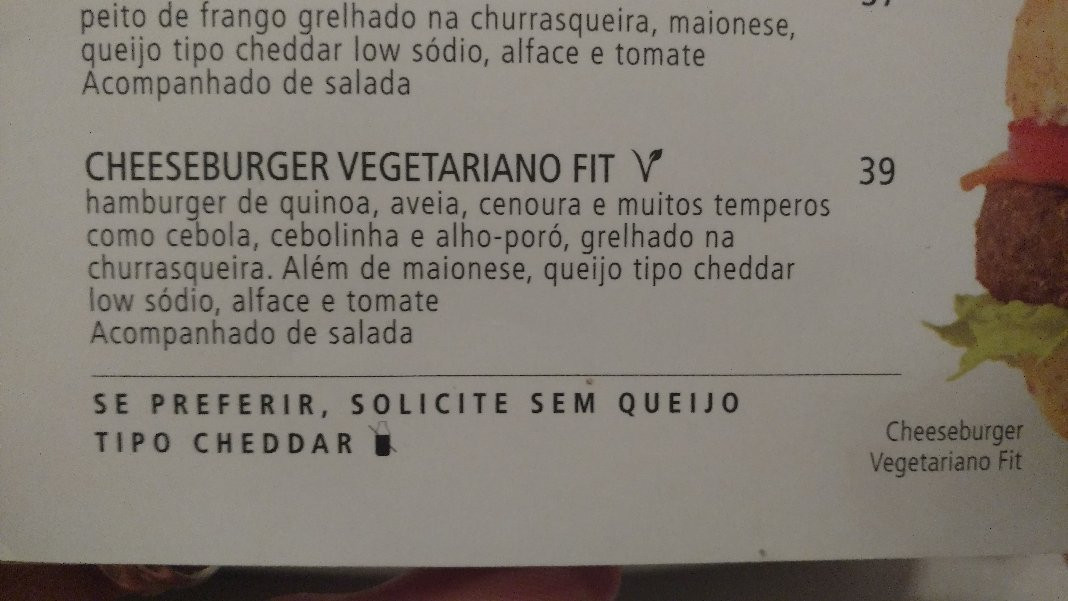 peito de frango grelhado na churrasqueira, maionese,
queijo tipo cheddar low sódio, alface e tomate
Acompanhado de salada
CHEESEBURGER VEGETARIANO FIT 39
hamburger de quinoa, aveia, cenoura e muitos temperos
como cebola, cebolinha e alho-poró, grelhado na
churrasqueira. Além de maionese, queijo tipo cheddar
low sódio, alface e tomate
Acompanhado de salada
SE PREFERIR, SOLICITE SEM QUEIJO
TIPO CHEDDAR
Cheeseburger
Vegetariano Fit